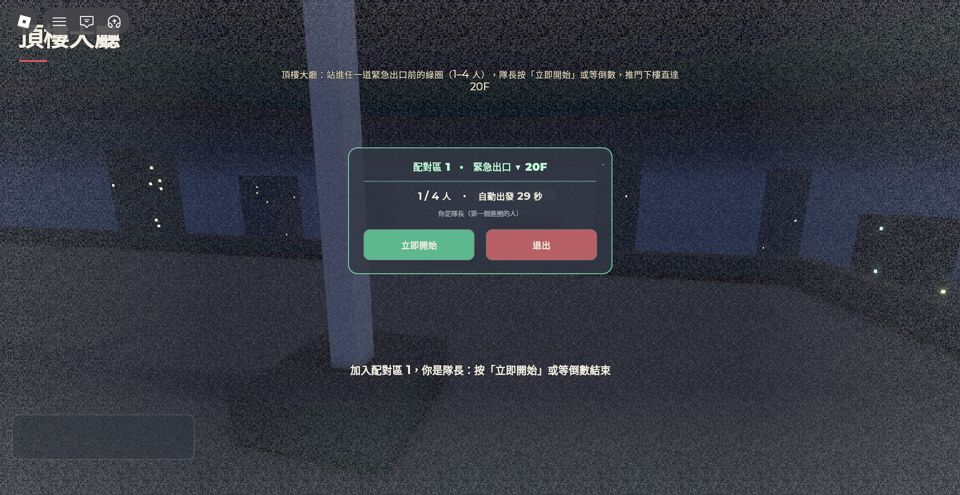 頂樓大廳
頂樓大廳：站進任一道緊急出口前的綠圈（1–4 人），隊長按「立即開始」或等倒數，推門下樓直達
20F
配對區 1 • 緊急出口 ▼ 20F
1 / 4 人 • 自動出發 29 秒
你是隊長（第一個進圈的人）
立即開始
退出
加入配對區 1，你是隊長：按「立即開始」或等倒數結束